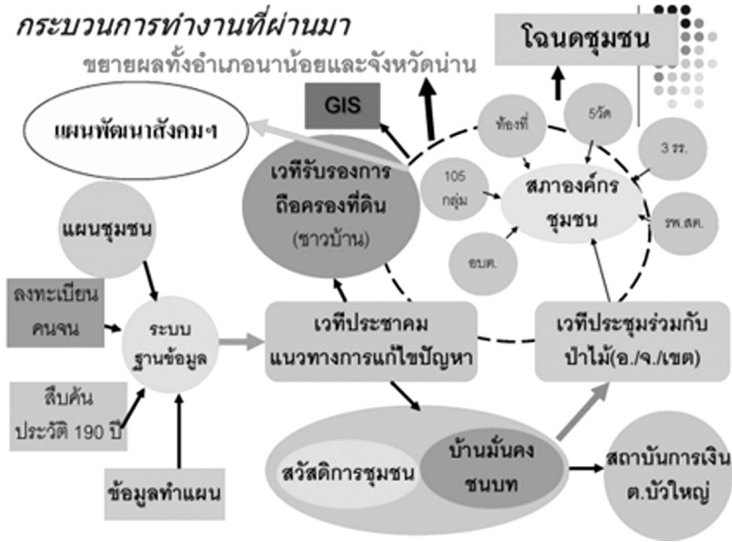 กระบวนการทำงานที่ผ่านมา
ขยายผลทั้งอำเภอนาน้อยและจังหวัดน่าน
โฉนดชุมชน
GIS
แผนพัฒนาสังคมฯ
ท้องที่
5วัด
3 รร.
เวทีรับรองการ
ถือครองที่ดิน
(ชาวบ้าน)
105
กลุ่ม
สภาองค์กร
ชุมชน
รพ.สต.
อบต.
แผนชุมชน
ลงทะเบียน
คนจน
ระบบ
ฐานข้อมูล
เวทีประชาคม
แนวทางการแก้ไขปัญหา
เวทีประชุมร่วมกับ
ป่าไม้(อ./จ./เขต)
สืบค้น
ประวัติ 190 ปี
ข้อมูลทำแผน
สวัสดิการชุมชน
บ้านมั่นคง
ชนบท
สถาบันการเงิน
ต.บัวใหญ่